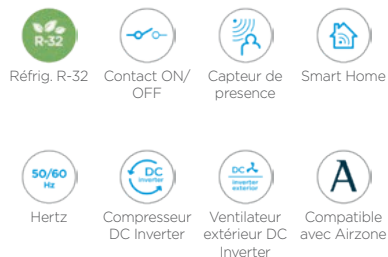 R-32
Réfrig. R-32
Contact ON/
OFF
Capteur de
presence
Smart Home
50/60
Hz
Hertz
DC
Inverter
Compresseur
DC Inverter
DC
inverter
exterior
Ventilateur
extérieur DC
Inverter
A
Compatible
avec Airzone